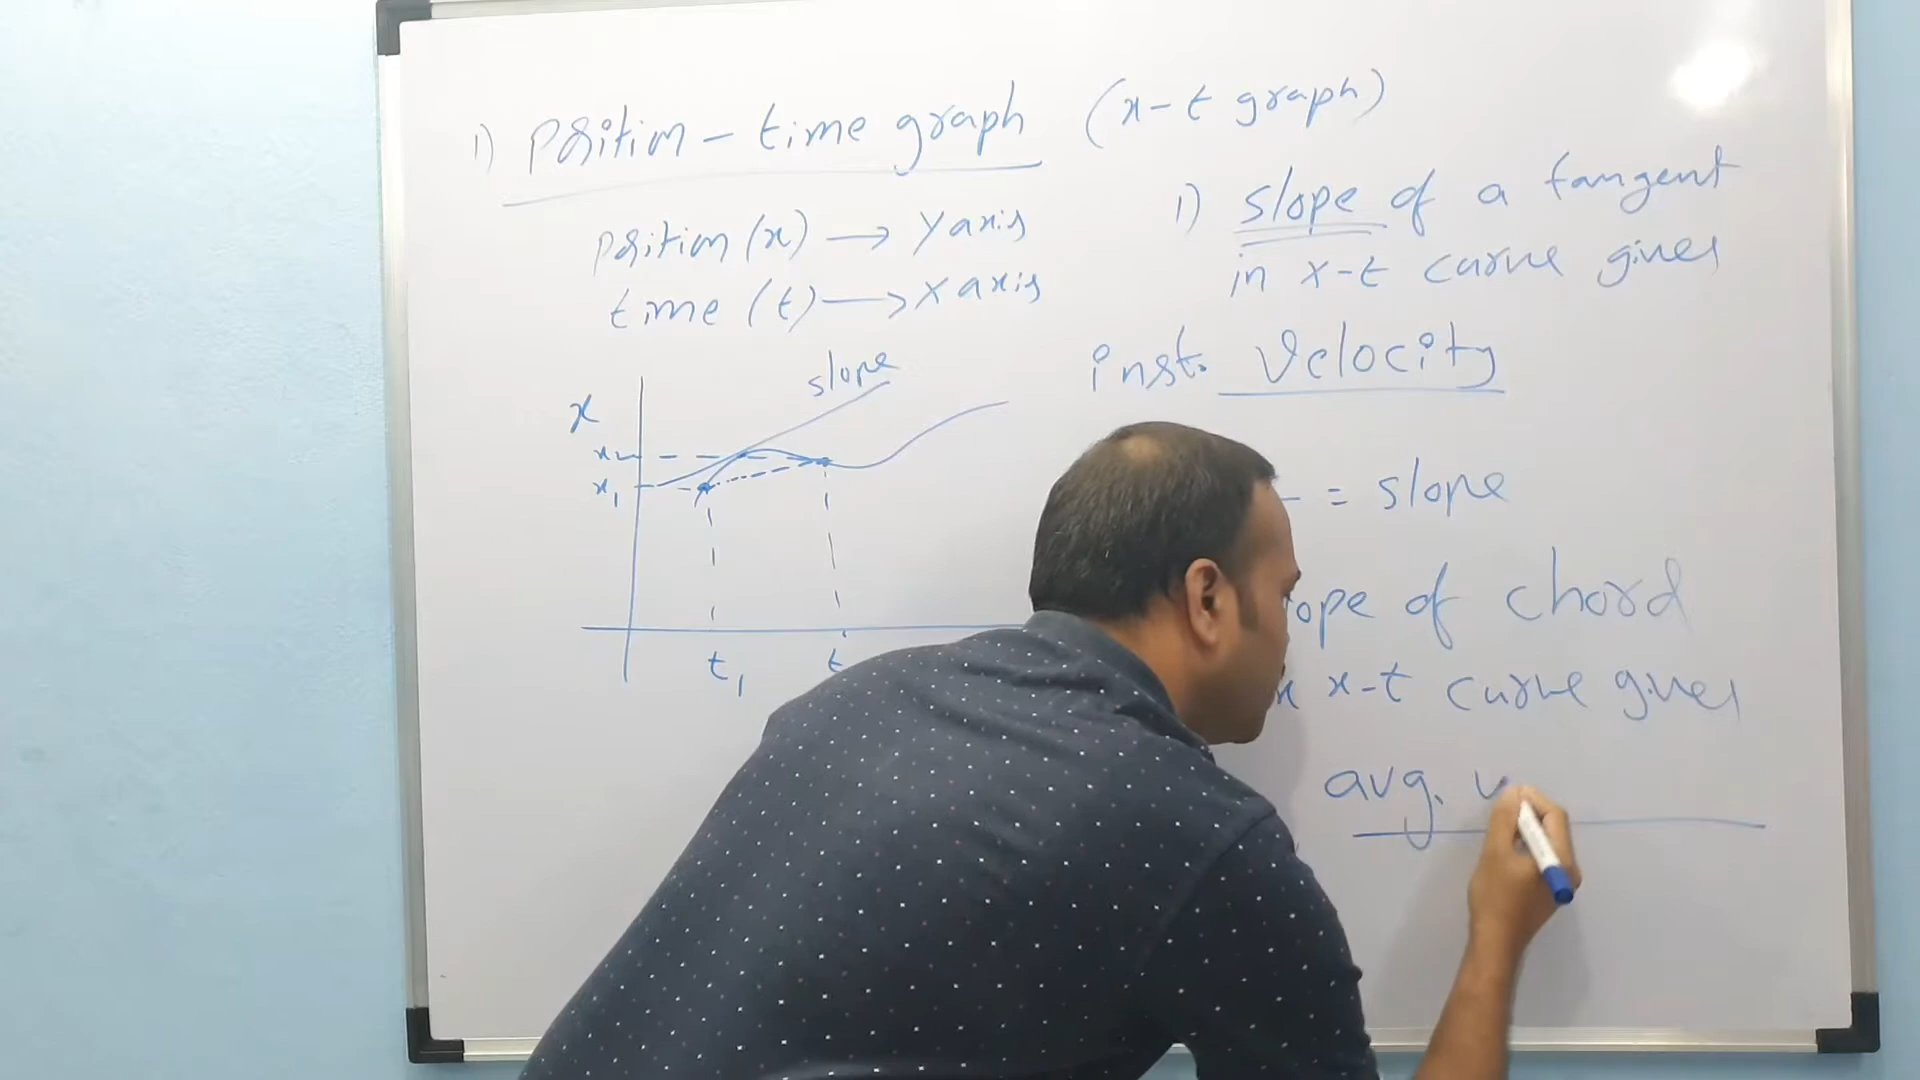 1) Position - time graph (x-t graph)
position (x) → Y axis
time (t) → X axis
slope
x
x₂
x₁
t₁
t
1) slope of a tangent
in x-t curve gives
inst. velocity
= slope
of chord
x-t curve gives
avg. v